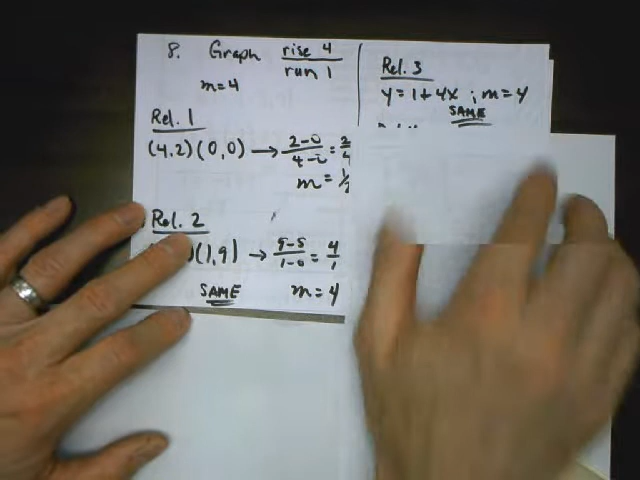 8. Graph rise 4
run 1
m=4
Rel. 1
(4,2)(0,0) → 2-0
4-0 = 2
4
m = 1/2
Rel. 2
)(1,9) → 9-5
1-0 = 4
1
SAME m = 4
Rel. 3
y = 1 + 4x ; m = 4
SAME